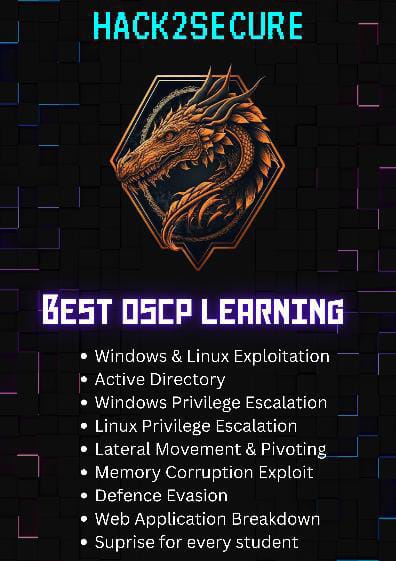 HACK2SECURE
BEST OSCP LEARNING
Windows & Linux Exploitation
Active Directory
Windows Privilege Escalation
Linux Privilege Escalation
Lateral Movement & Pivoting
Memory Corruption Exploit
Defence Evasion
Web Application Breakdown
Suprise for every student